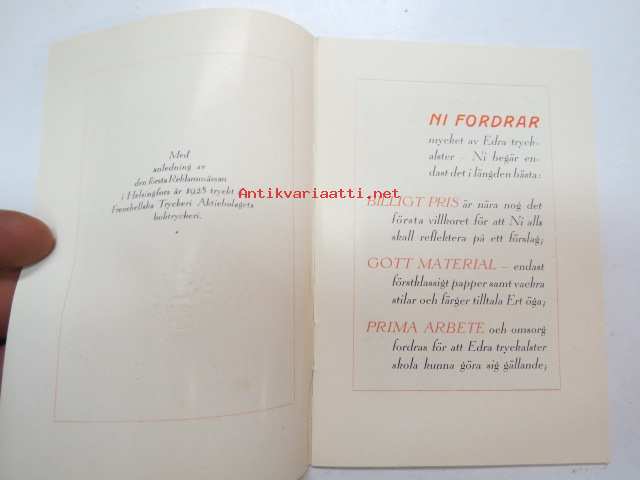 Med
anledning av
den första Reklammässan
i Helsingfors år 1928 tryckt i
Frenckellska Tryckeri Aktiebolagets
boktryckeri.
Antikvariaatti.net
NI FORDRAR
mycket av Edra tryck-
alster – Ni begär en-
dast det i längden bästa:
BILLIGT PRIS är nära nog det
första villkoret för att Ni alls
skall reflektera på ett förslag;
GOTT MATERIAL – endast
förstklassigt papper samt vackra
stilar och färger tilltala Ert öga;
PRIMA ARBETE och omsorg
fordras för att Edra tryckalster
skola kunna göra sig gällande;